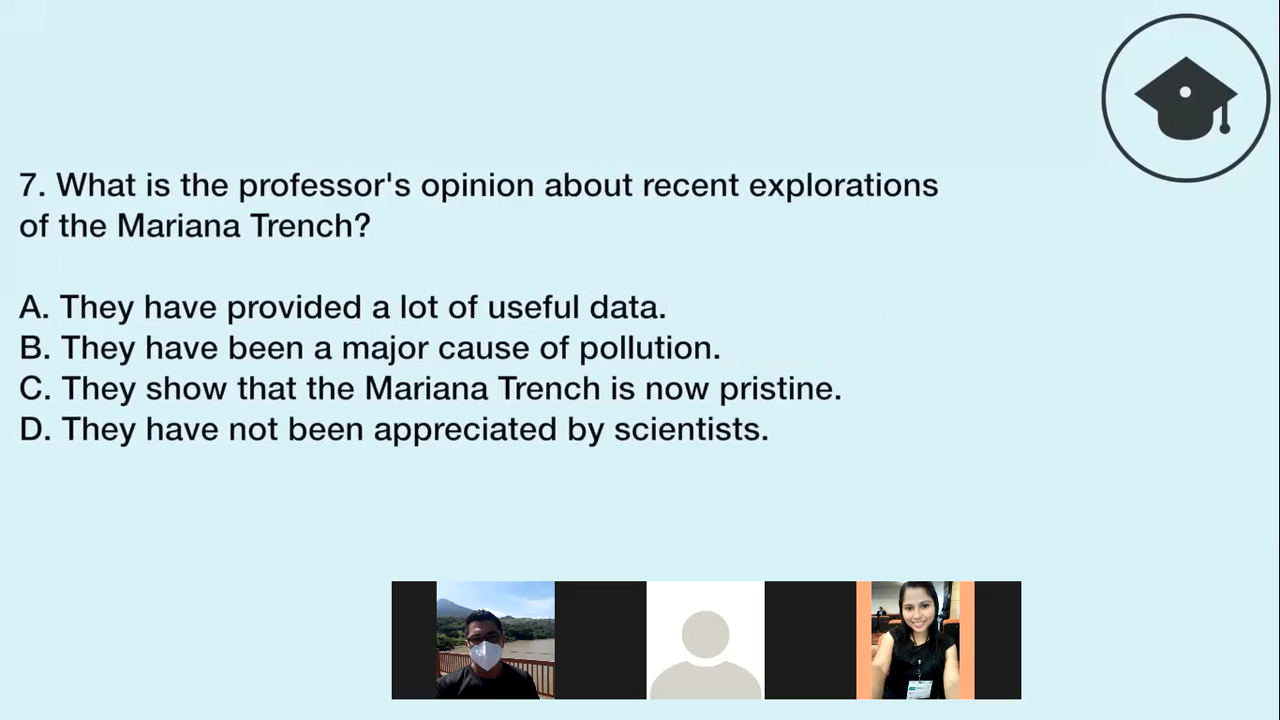 7. What is the professor's opinion about recent explorations
of the Mariana Trench?
A. They have provided a lot of useful data.
B. They have been a major cause of pollution.
C. They show that the Mariana Trench is now pristine.
D. They have not been appreciated by scientists.